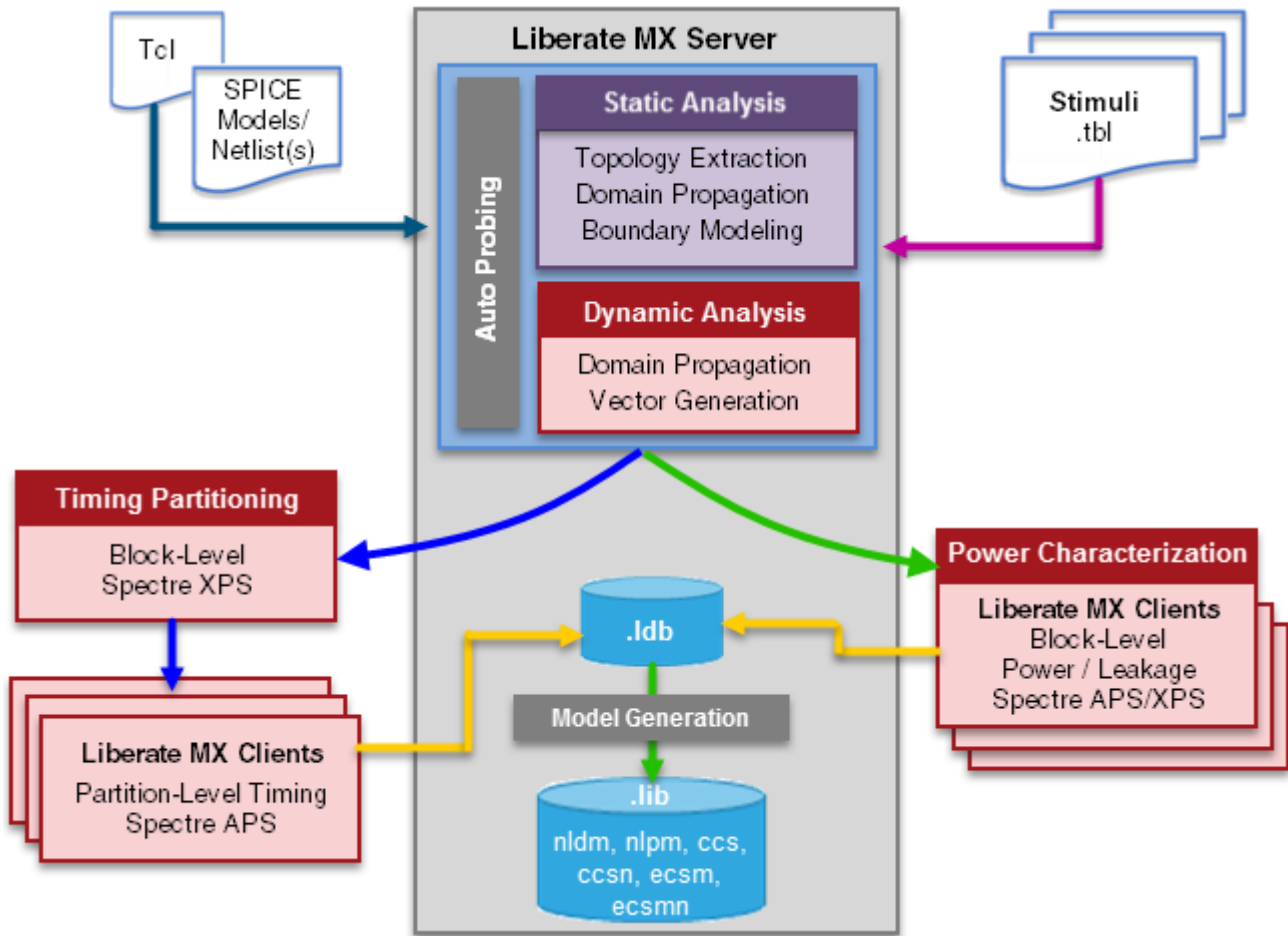 Tcl
SPICE
Models/
Netlist(s)
Liberate MX Server
Auto Probing
Static Analysis
Topology Extraction
Domain Propagation
Boundary Modeling
Dynamic Analysis
Domain Propagation
Vector Generation
Stimuli
.tbl
Timing Partitioning
Block-Level
Spectre XPS
Liberate MX Clients
Partition-Level Timing
Spectre APS
Power Characterization
Liberate MX Clients
Block-Level
Power / Leakage
Spectre APS/XPS
.ldb
Model Generation
.lib
nldm, nlpm, ccs,
ccsn, ecsm,
ecsmn